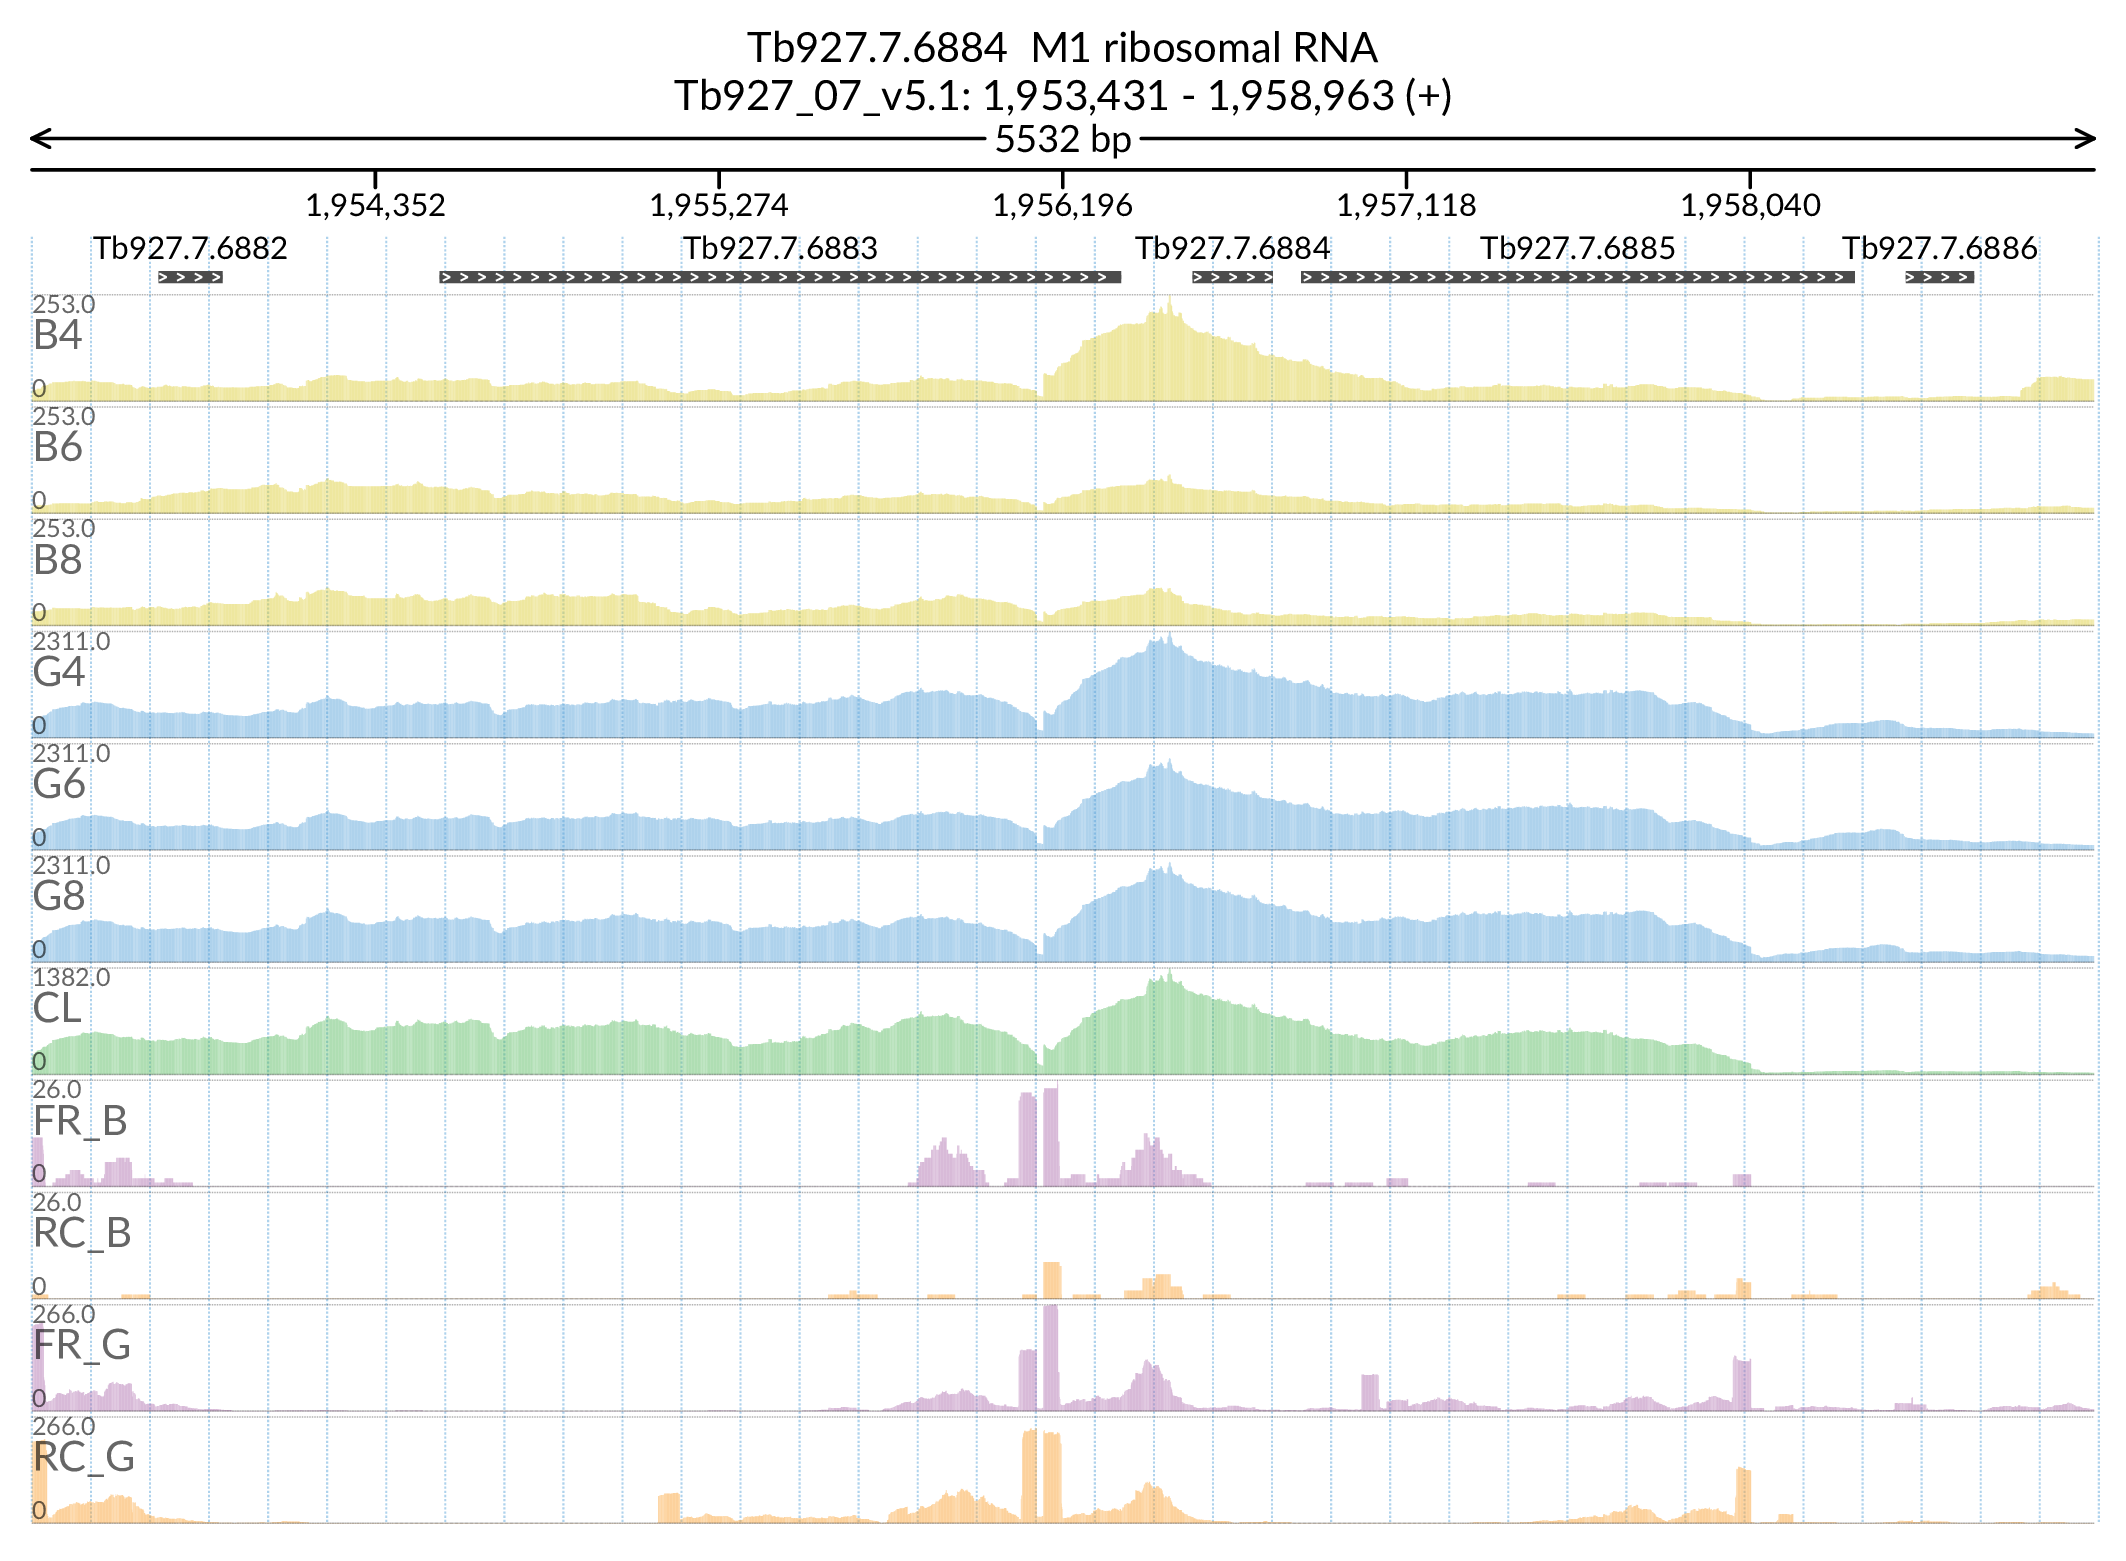 Tb927.7.6884 M1 ribosomal RNA
Tb927_07_v5.1: 1,953,431 - 1,958,963 (+)
5532 bp
1,954,352 1,955,274 1,956,196 1,957,118 1,958,040
Tb927.7.6882 Tb927.7.6883 Tb927.7.6884 Tb927.7.6885 Tb927.7.6886
253.0
B4
0
253.0
B6
0
253.0
B8
0
2311.0
G4
0
2311.0
G6
0
2311.0
G8
0
1382.0
CL
0
26.0
FR_B
0
26.0
RC_B
0
266.0
FR_G
0
266.0
RC_G
0